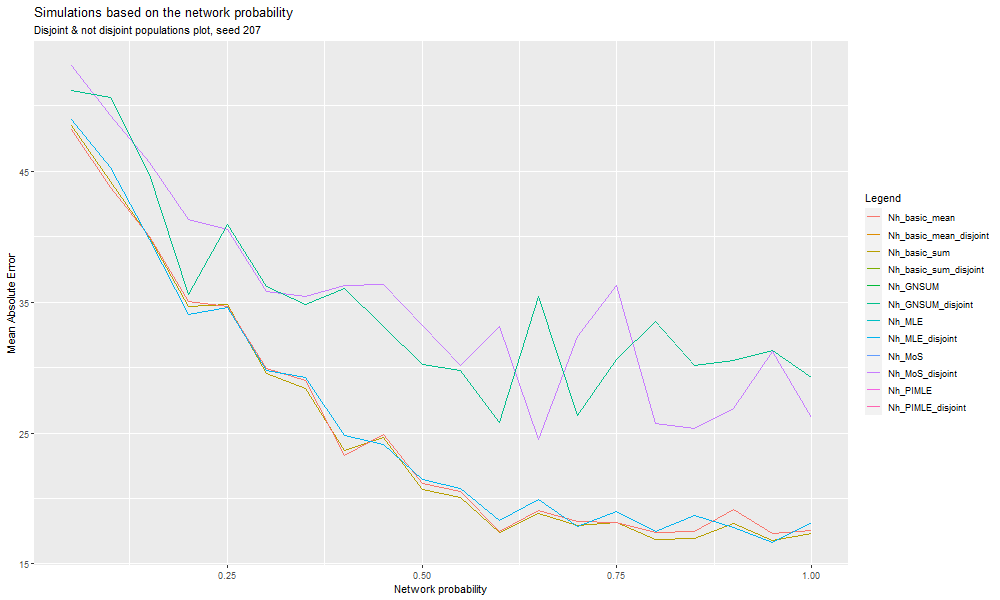 Simulations based on the network probability
Disjoint & not disjoint populations plot, seed 207
Mean Absolute Error
45
35
25
15
0.25
0.50
0.75
1.00
Network probability
Legend
Nh_basic_mean
Nh_basic_mean_disjoint
Nh_basic_sum
Nh_basic_sum_disjoint
Nh_GNSUM
Nh_GNSUM_disjoint
Nh_MLE
Nh_MLE_disjoint
Nh_MoS
Nh_MoS_disjoint
Nh_PIMLE
Nh_PIMLE_disjoint